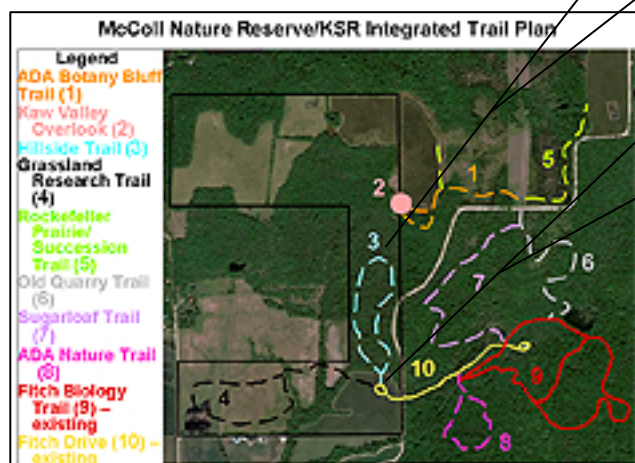 McColl Nature Reserve/KSR Integrated Trail Plan
Legend
ADA Botany Bluff
Trail (1)
Kaw Valley
Overlook (2)
Hillside Trail (3)
Grassland
Research Trail
(4)
Rockefeller
Prairie/
Succession
Trail (5)
Old Quarry Trail
(6)
Sugarloaf Trail
(7)
ADA Nature Trail
(8)
Fitch Biology
Trail (9) –
existing
Fitch Drive (10) –
existing
1
5
2
3
6
7
10
9
4
8